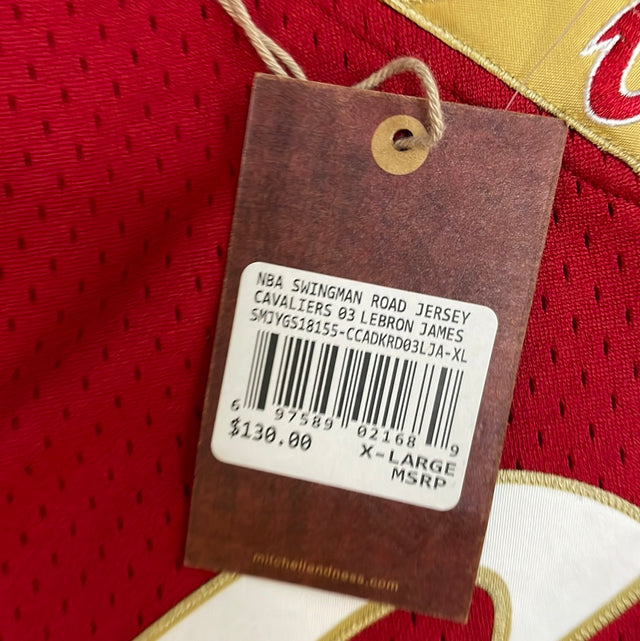 NBA SWINGMAN ROAD JERSEY
CAVALIERS 03 LEBRON JAMES
SMJYGS18155-CCADKRD03LJA-XL
6 97589 02168 9
$130.00 X-LARGE
MSRP
mitchellandness.com